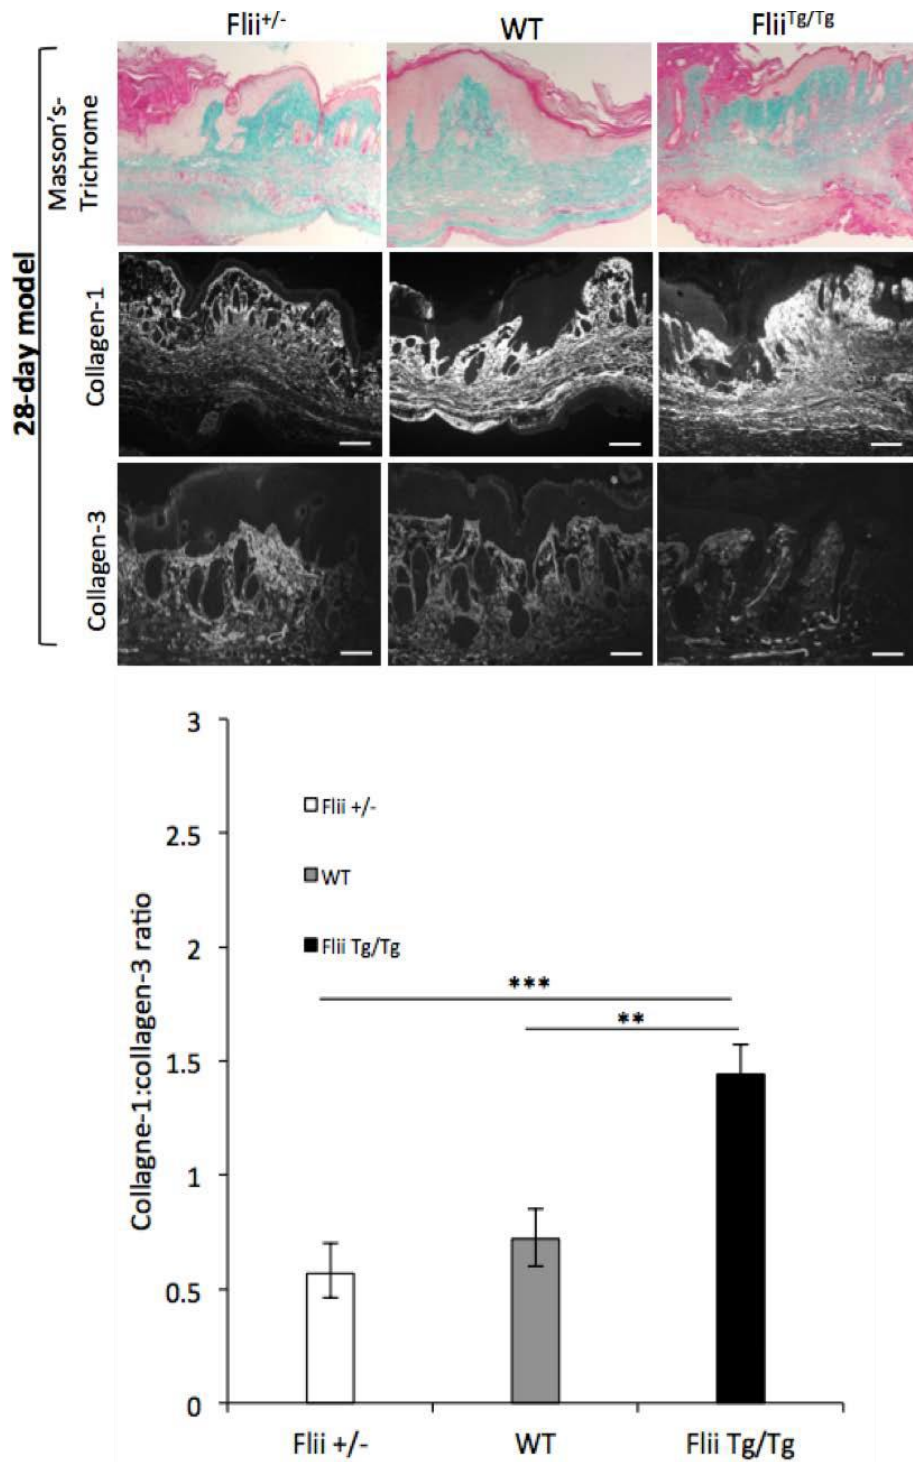 Flii+/- WT FliiTg/Tg
28-day model
Masson's-
Trichrome
Collagen-1
Collagen-3
3
2.5
2
1.5
1
0.5
0
Collagne-1:collagen-3 ratio
Flii +/-
WT
Flii Tg/Tg
***
**
Flii +/- WT Flii Tg/Tg